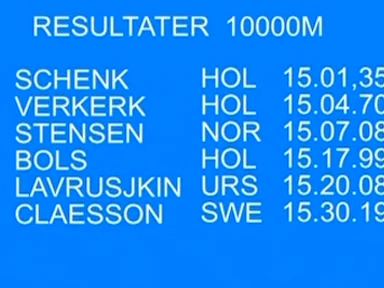 RESULTATER 10000M
SCHENK HOL 15.01,35
VERKERK HOL 15.04.70
STENSEN NOR 15.07.08
BOLS HOL 15.17.99
LAVRUSJKIN URS 15.20.08
CLAESSON SWE 15.30.19